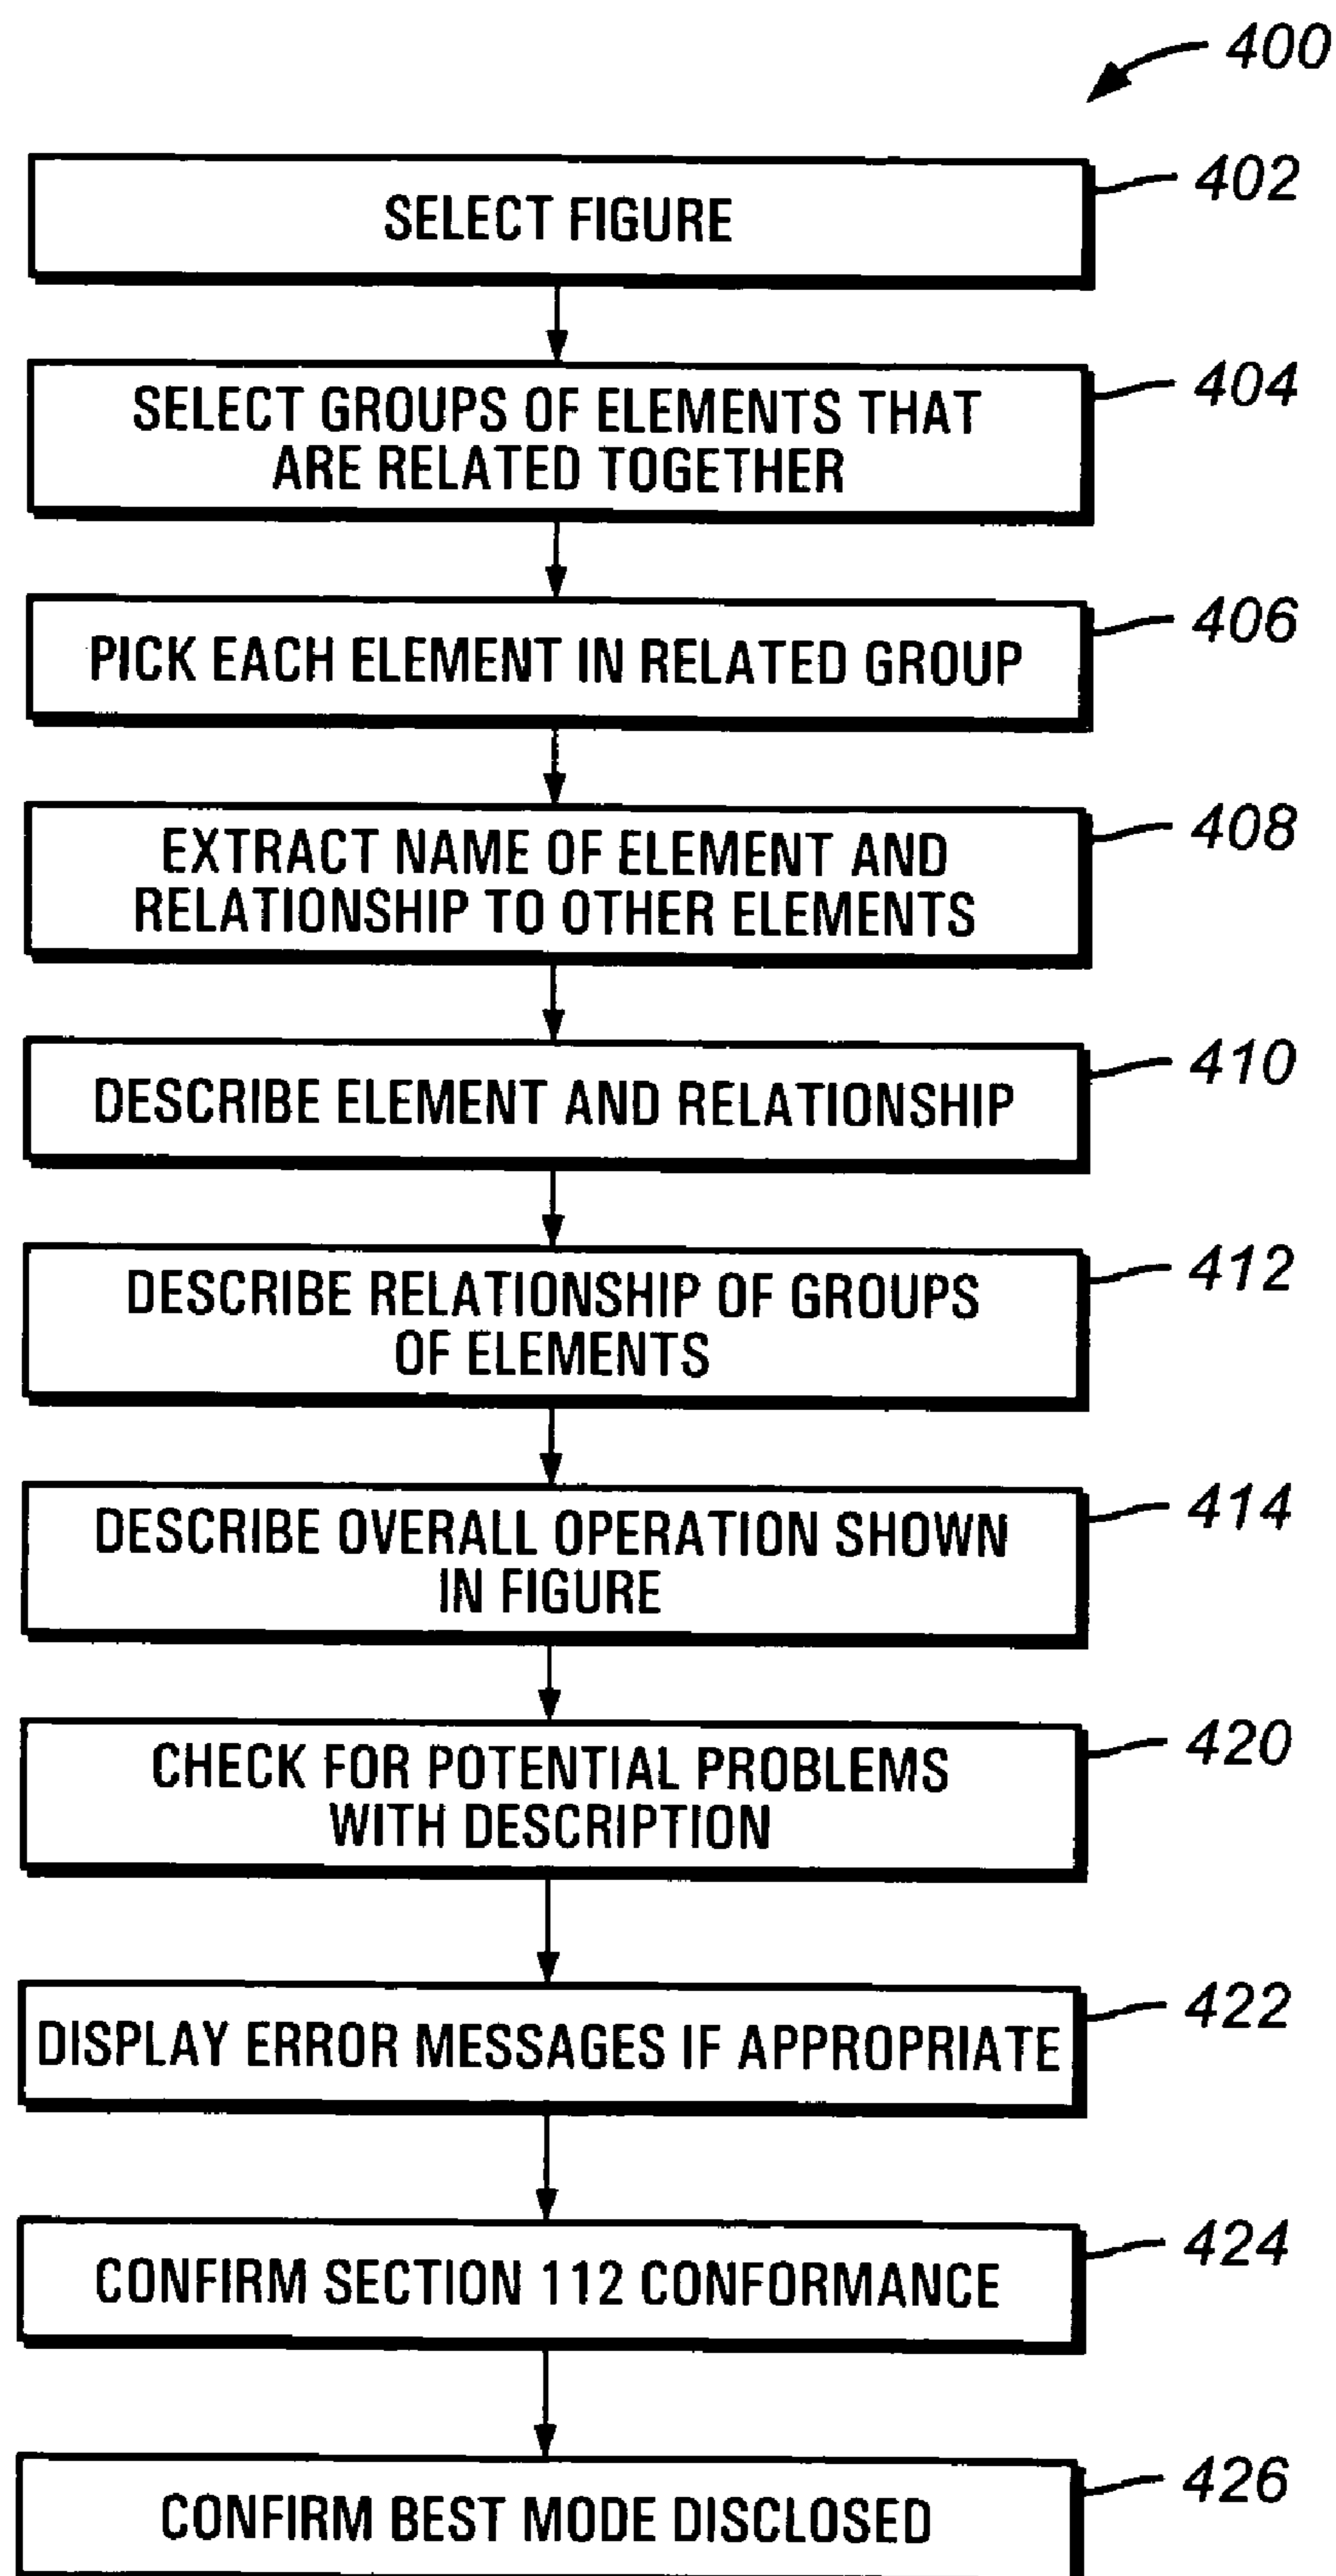 400
402
SELECT FIGURE
404
SELECT GROUPS OF ELEMENTS THAT
ARE RELATED TOGETHER
406
PICK EACH ELEMENT IN RELATED GROUP
408
EXTRACT NAME OF ELEMENT AND
RELATIONSHIP TO OTHER ELEMENTS
410
DESCRIBE ELEMENT AND RELATIONSHIP
412
DESCRIBE RELATIONSHIP OF GROUPS
OF ELEMENTS
414
DESCRIBE OVERALL OPERATION SHOWN
IN FIGURE
420
CHECK FOR POTENTIAL PROBLEMS
WITH DESCRIPTION
422
DISPLAY ERROR MESSAGES IF APPROPRIATE
424
CONFIRM SECTION 112 CONFORMANCE
426
CONFIRM BEST MODE DISCLOSED